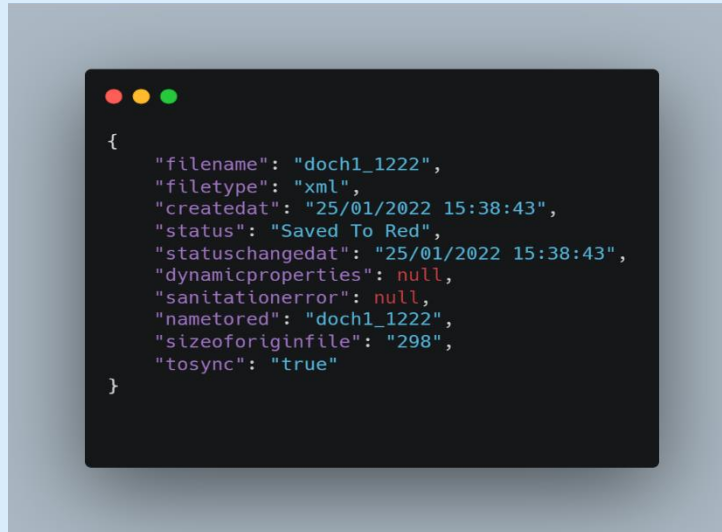 {
    "filename": "doch1_1222",
    "filetype": "xml",
    "createdat": "25/01/2022 15:38:43",
    "status": "Saved To Red",
    "statuschangedat": "25/01/2022 15:38:43",
    "dynamicproperties": null,
    "sanitationerror": null,
    "nametored": "doch1_1222",
    "sizeoforiginfile": "298",
    "tosync": "true"
}